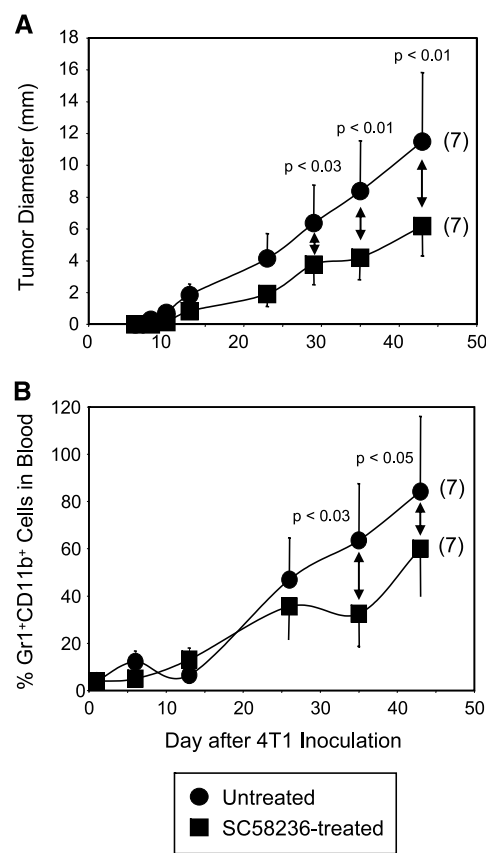 A
Tumor Diameter (mm)
18
16
14
12
10
8
6
4
2
0
p < 0.03
p < 0.01
p < 0.01
(7)
(7)
0 10 20 30 40 50
B
% Gr1⁺CD11b⁺ Cells in Blood
120
100
80
60
40
20
0
p < 0.03
p < 0.05
(7)
(7)
0 10 20 30 40 50
Day after 4T1 Inoculation
Untreated
SC58236-treated